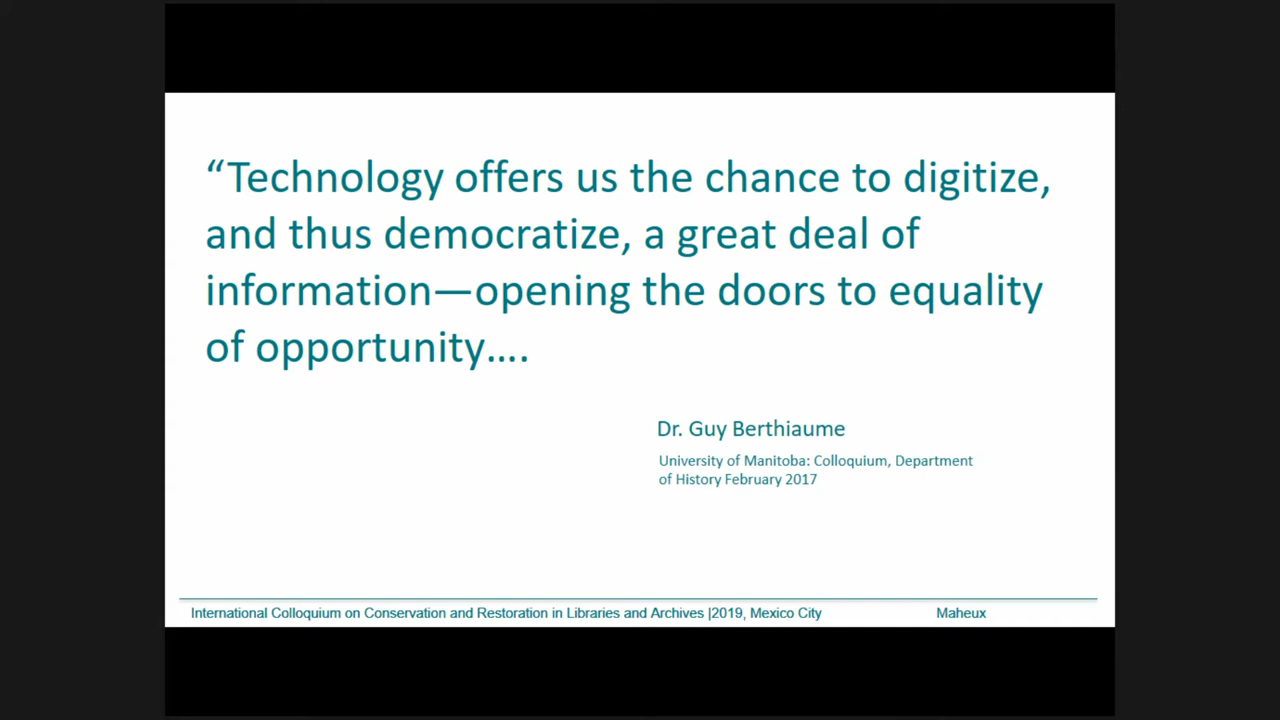 “Technology offers us the chance to digitize,
and thus democratize, a great deal of
information—opening the doors to equality
of opportunity….
Dr. Guy Berthiaume
University of Manitoba: Colloquium, Department
of History February 2017
International Colloquium on Conservation and Restoration in Libraries and Archives |2019, Mexico City
Maheux